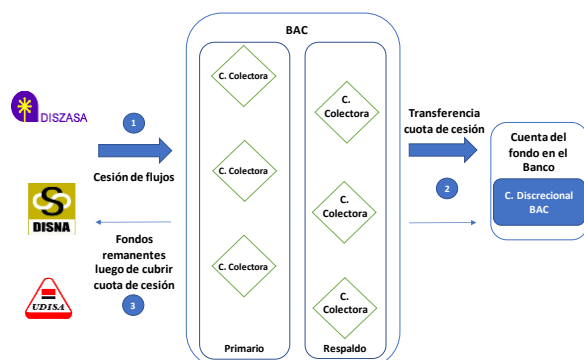 BAC
DISZASA
1
Cesión de flujos
DISNA
Fondos
remanentes
luego de cubrir
cuota de cesión
3
UDISA
C. Colectora
C. Colectora
C. Colectora
Primario
C.
Colectora
C.
Colectora
C.
Colectora
Respaldo
Transferencia
cuota de cesión
2
Cuenta del
fondo en el
Banco
C. Discrecional
BAC